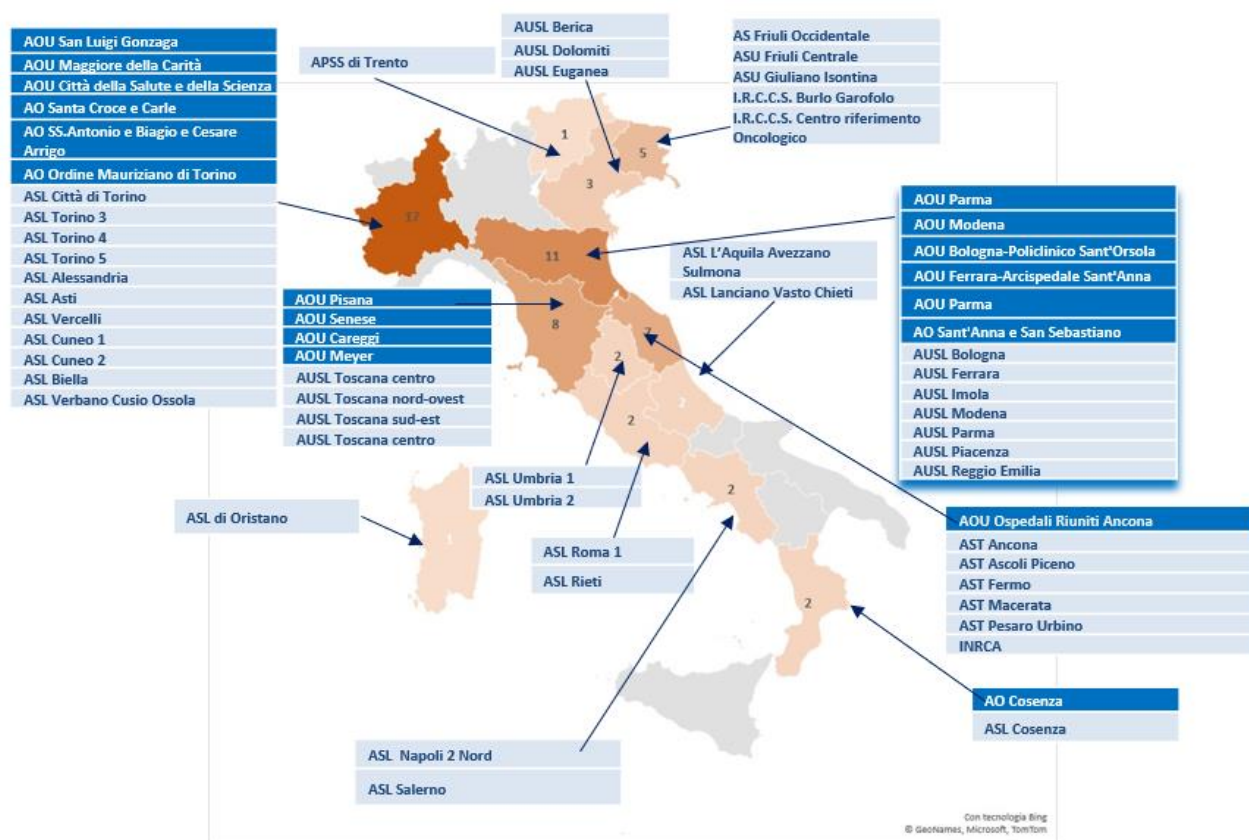 AOU San Luigi Gonzaga
AOU Maggiore della Carità
AOU Città della Salute e della Scienza
AO Santa Croce e Carle
AO SS.Antonio e Biagio e Cesare
Arrigo
AO Ordine Mauriziano di Torino
ASL Città di Torino
ASL Torino 3
ASL Torino 4
ASL Torino 5
ASL Alessandria
ASL Asti
ASL Vercelli
ASL Cuneo 1
ASL Cuneo 2
ASL Biella
ASL Verbano Cusio Ossola
APSS di Trento
AUSL Berica
AUSL Dolomiti
AUSL Euganea
AS Friuli Occidentale
ASU Friuli Centrale
ASU Giuliano Isontina
I.R.C.C.S. Burlo Garofolo
I.R.C.C.S. Centro riferimento
Oncologico
1
5
3
17
11
8
7
2
2
2
2
1
AOU Parma
AOU Modena
AOU Bologna-Policlinico Sant'Orsola
AOU Ferrara-Arcispedale Sant'Anna
AOU Parma
AO Sant'Anna e San Sebastiano
AUSL Bologna
AUSL Ferrara
AUSL Imola
AUSL Modena
AUSL Parma
AUSL Piacenza
AUSL Reggio Emilia
ASL L'Aquila Avezzano
Sulmona
ASL Lanciano Vasto Chieti
AOU Pisana
AOU Senese
AOU Careggi
AOU Meyer
AUSL Toscana centro
AUSL Toscana nord-ovest
AUSL Toscana sud-est
AUSL Toscana centro
ASL Umbria 1
ASL Umbria 2
ASL di Oristano
ASL Roma 1
ASL Rieti
AOU Ospedali Riuniti Ancona
AST Ancona
AST Ascoli Piceno
AST Fermo
AST Macerata
AST Pesaro Urbino
INRCA
AO Cosenza
ASL Cosenza
ASL Napoli 2 Nord
ASL Salerno
Con tecnologia Bing
© GeoNames, Microsoft, TomTom